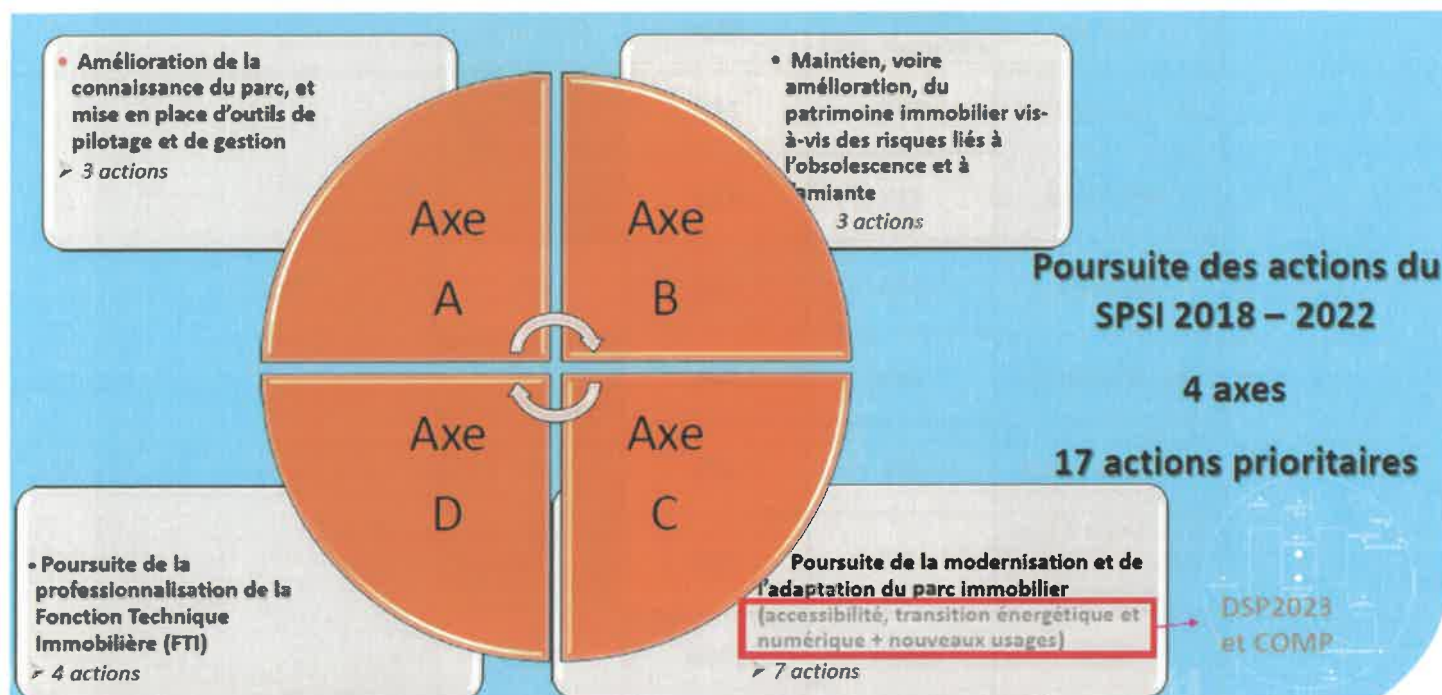 • Amélioration de la
connaissance du parc, et
mise en place d'outils de
pilotage et de gestion
➢ 3 actions
• Maintien, voire
amélioration, du
patrimoine immobilier vis-
à-vis des risques liés à
l'obsolescence et à
l'amiante
3 actions
Axe
A
Axe
B
Poursuite des actions du
SPSI 2018 – 2022
4 axes
17 actions prioritaires
Axe
D
Axe
C
• Poursuite de la
professionnalisation de la
Fonction Technique
Immobilière (FTI)
➢ 4 actions
Poursuite de la modernisation et de
l'adaptation du parc immobilier
(accessibilité, transition énergétique et
numérique + nouveaux usages)
➢ 7 actions
DSP2023
et COMP